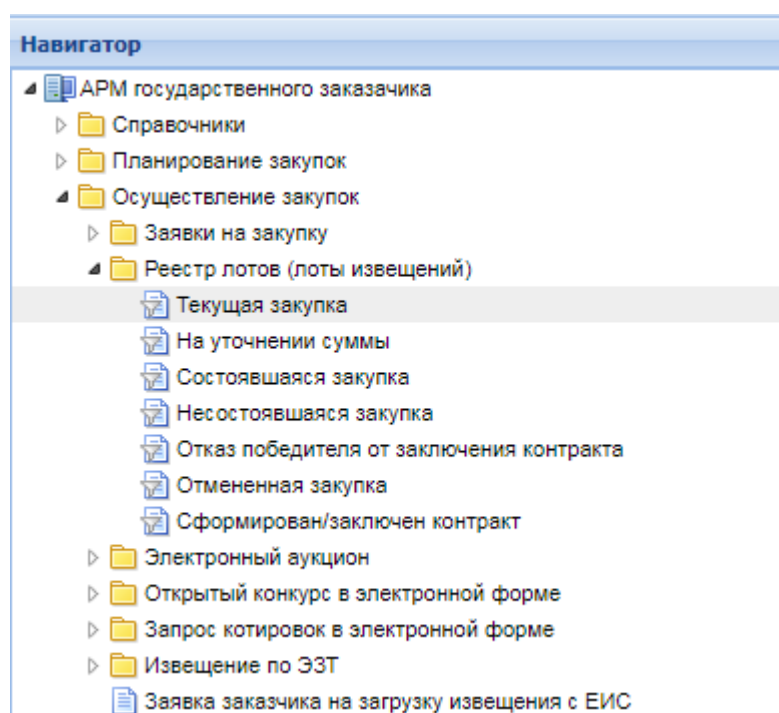 Навигатор
АРМ государственного заказачика
Справочники
Планирование закупок
Осуществление закупок
Заявки на закупку
Реестр лотов (лоты извещений)
Текущая закупка
На уточнении суммы
Состоявшаяся закупка
Несостоявшаяся закупка
Отказ победителя от заключения контракта
Отмененная закупка
Сформирован/заключен контракт
Электронный аукцион
Открытый конкурс в электронной форме
Запрос котировок в электронной форме
Извещение по ЭЗТ
Заявка заказчика на загрузку извещения с ЕИС